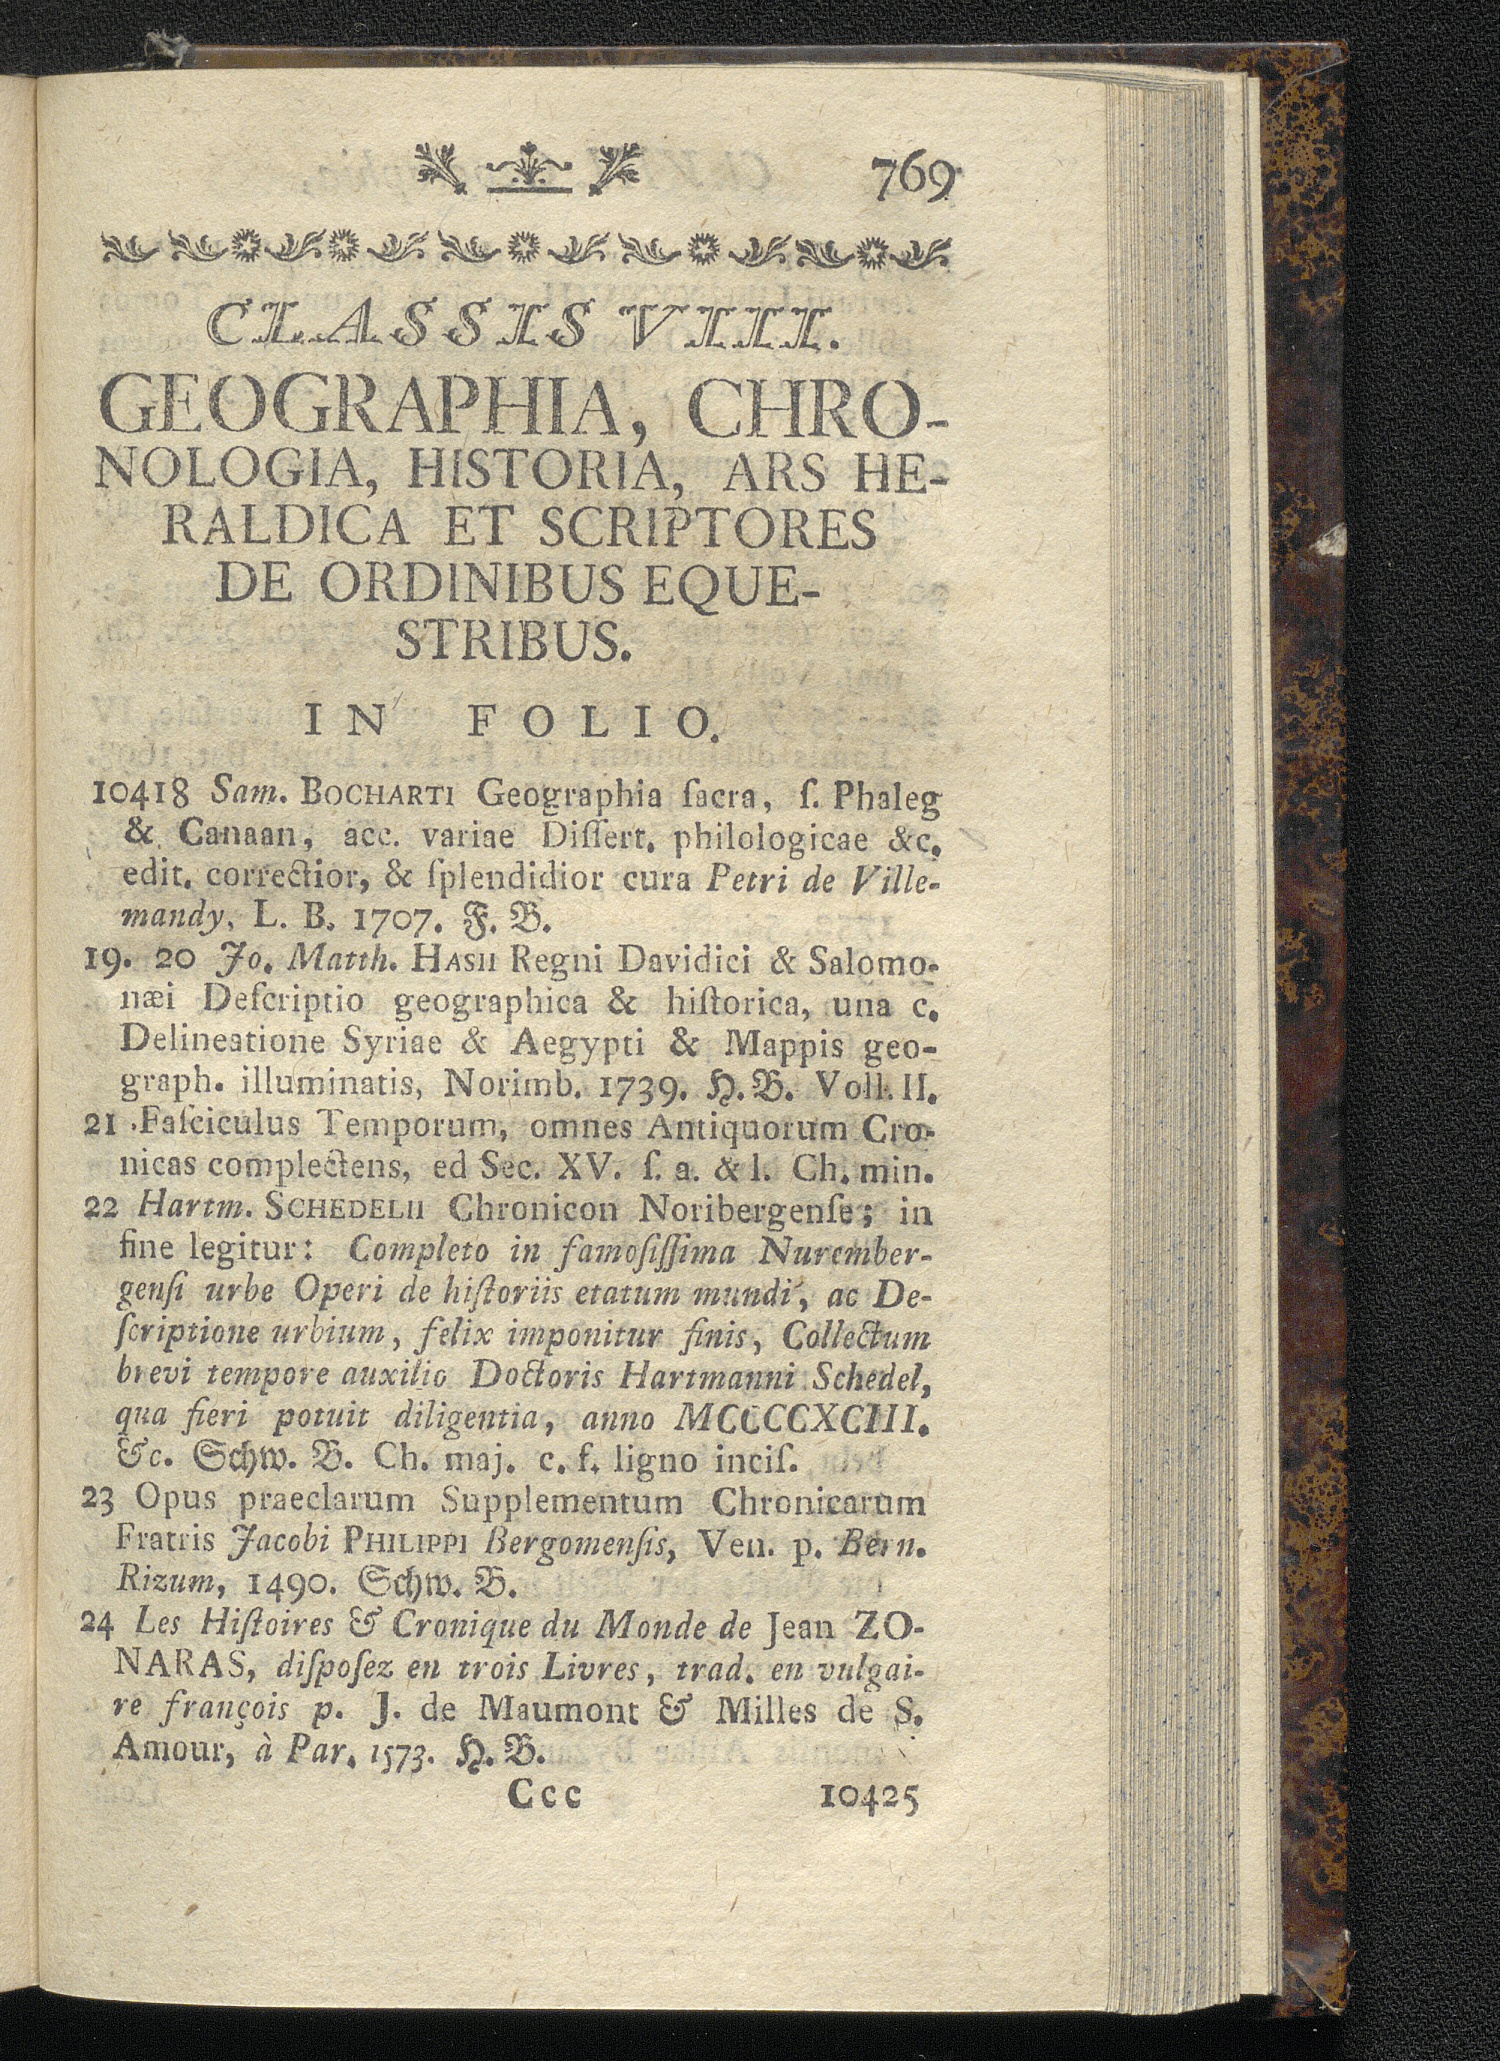 769
CLASSIS VIII.
GEOGRAPHIA, CHRO-
NOLOGIA, HISTORIA, ARS HE-
RALDICA ET SCRIPTORES
DE ORDINIBUS EQUE-
STRIBUS.
IN FOLIO.
10418 Sam. BOCHARTI Geographia ſacra, ſ. Phaleg
& Canaan, acc. variae Diſſert. philologicae &c.
edit. correctior, & ſplendidior cura Petri de Ville-
mandy, L. B. 1707. F. B.
19. 20 Jo. Matth. HASII Regni Davidici & Salomo-
næi Deſcriptio geographica & hiſtorica, una c.
Delineatione Syriae & Aegypti & Mappis geo-
graph. illuminatis, Norimb. 1739. H. B. Voll. II.
21 Faſciculus Temporum, omnes Antiquorum Cro-
nicas complectens, ed Sec. XV. ſ. a. & l. Ch. min.
22 Hartm. SCHEDELII Chronicon Noribergenſe; in
fine legitur: Completo in famoſiſſima Nurember-
genſi urbe Operi de hiſtoriis etatum mundi, ac De-
ſcriptione urbium, felix imponitur finis, Collectum
brevi tempore auxilio Doctoris Hartmanni Schedel,
qua fieri potuit diligentia, anno MCCCCXCIII.
&c. Schw. B. Ch. maj. c. f. ligno inciſ.
23 Opus praeclarum Supplementum Chronicarum
Fratris Jacobi PHILIPPI Bergomenſis, Ven. p. Bern.
Rizum, 1490. Schw. B.
24 Les Hiſtoires & Cronique du Monde de Jean ZO-
NARAS, diſpoſez en trois Livres, trad. en vulgai-
re françois p. J. de Maumont & Milles de S.
Amour, à Par. 1573. H. B.
Ccc 10425